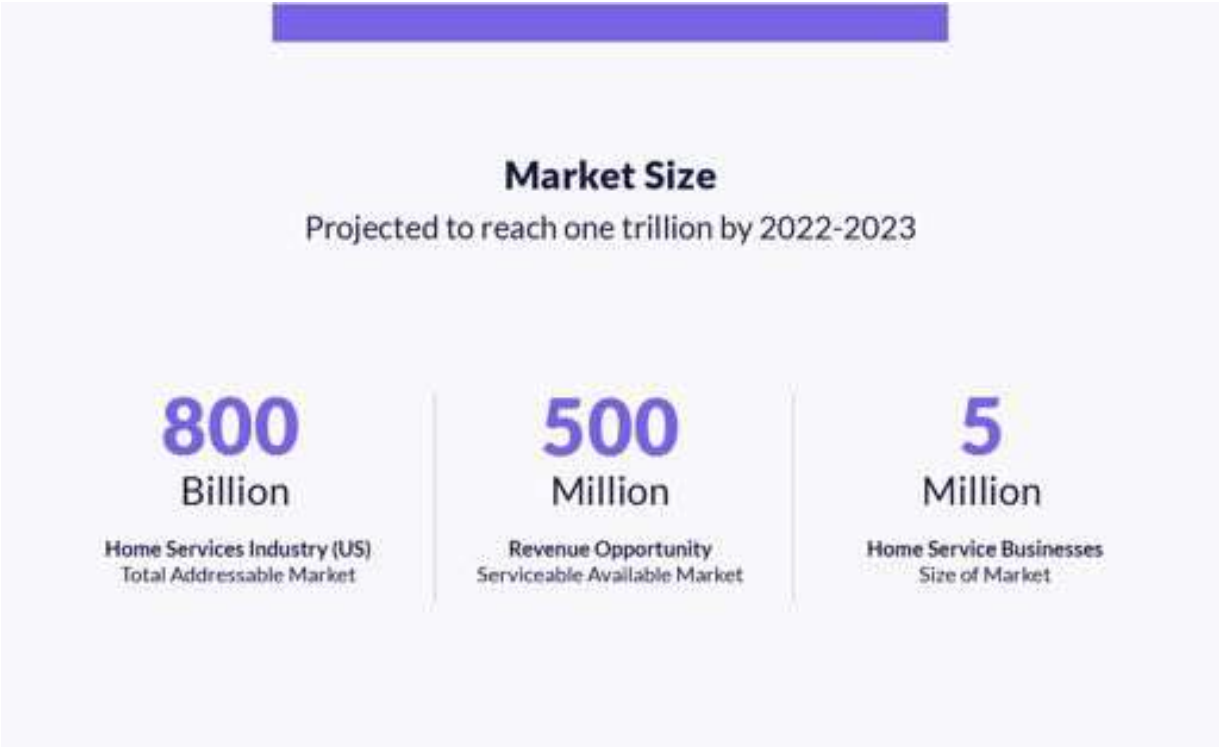 Market Size
Projected to reach one trillion by 2022-2023
800
Billion
Home Services Industry (US)
Total Addressable Market
500
Million
Revenue Opportunity
Serviceable Available Market
5
Million
Home Service Businesses
Size of Market